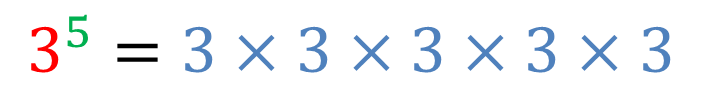 3⁵ = 3 × 3 × 3 × 3 × 3